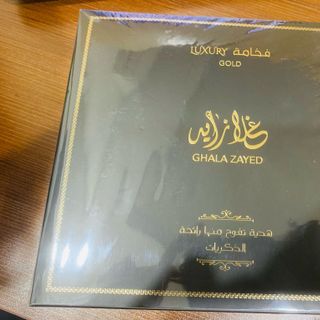 LUXURY فخامة
GOLD
غلا زايد
GHALA ZAYED
هدية تفوح منها رائحة
الذكريات